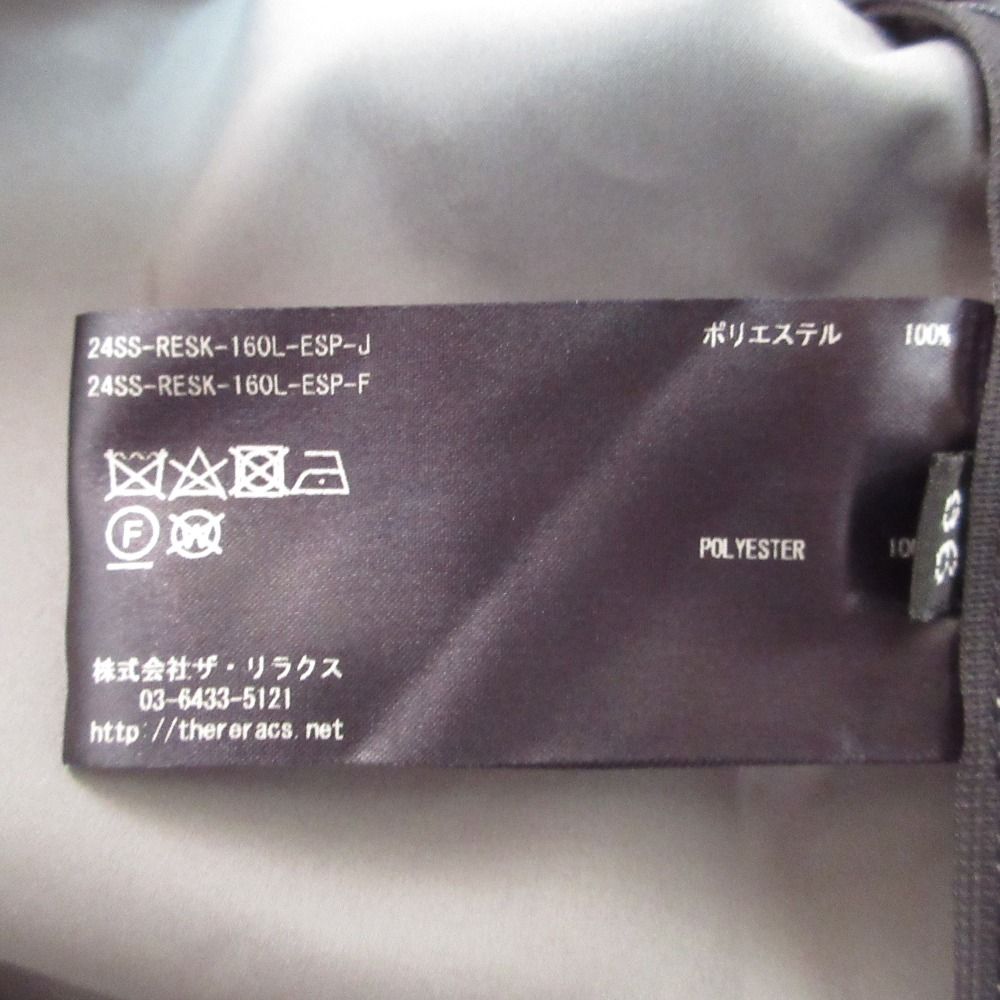 24SS-RESK-160L-ESP-J
24SS-RESK-160L-ESP-F
ポリエステル 100%
F
W
POLYESTER
株式会社ザ・リラクス
03-6433-5121
http://thereracs.net